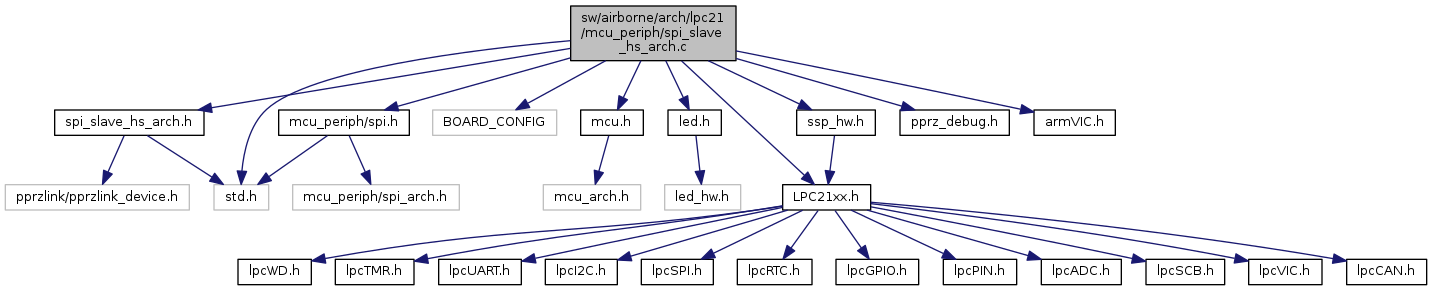 sw/airborne/arch/lpc21
/mcu_periph/spi_slave
_hs_arch.c
spi_slave_hs_arch.h
mcu_periph/spi.h
BOARD_CONFIG
mcu.h
led.h
ssp_hw.h
pprz_debug.h
armVIC.h
pprzlink/pprzlink_device.h
std.h
mcu_periph/spi_arch.h
mcu_arch.h
led_hw.h
LPC21xx.h
lpcWD.h
lpcTMR.h
lpcUART.h
lpcI2C.h
lpcSPI.h
lpcRTC.h
lpcGPIO.h
lpcPIN.h
lpcADC.h
lpcSCB.h
lpcVIC.h
lpcCAN.h